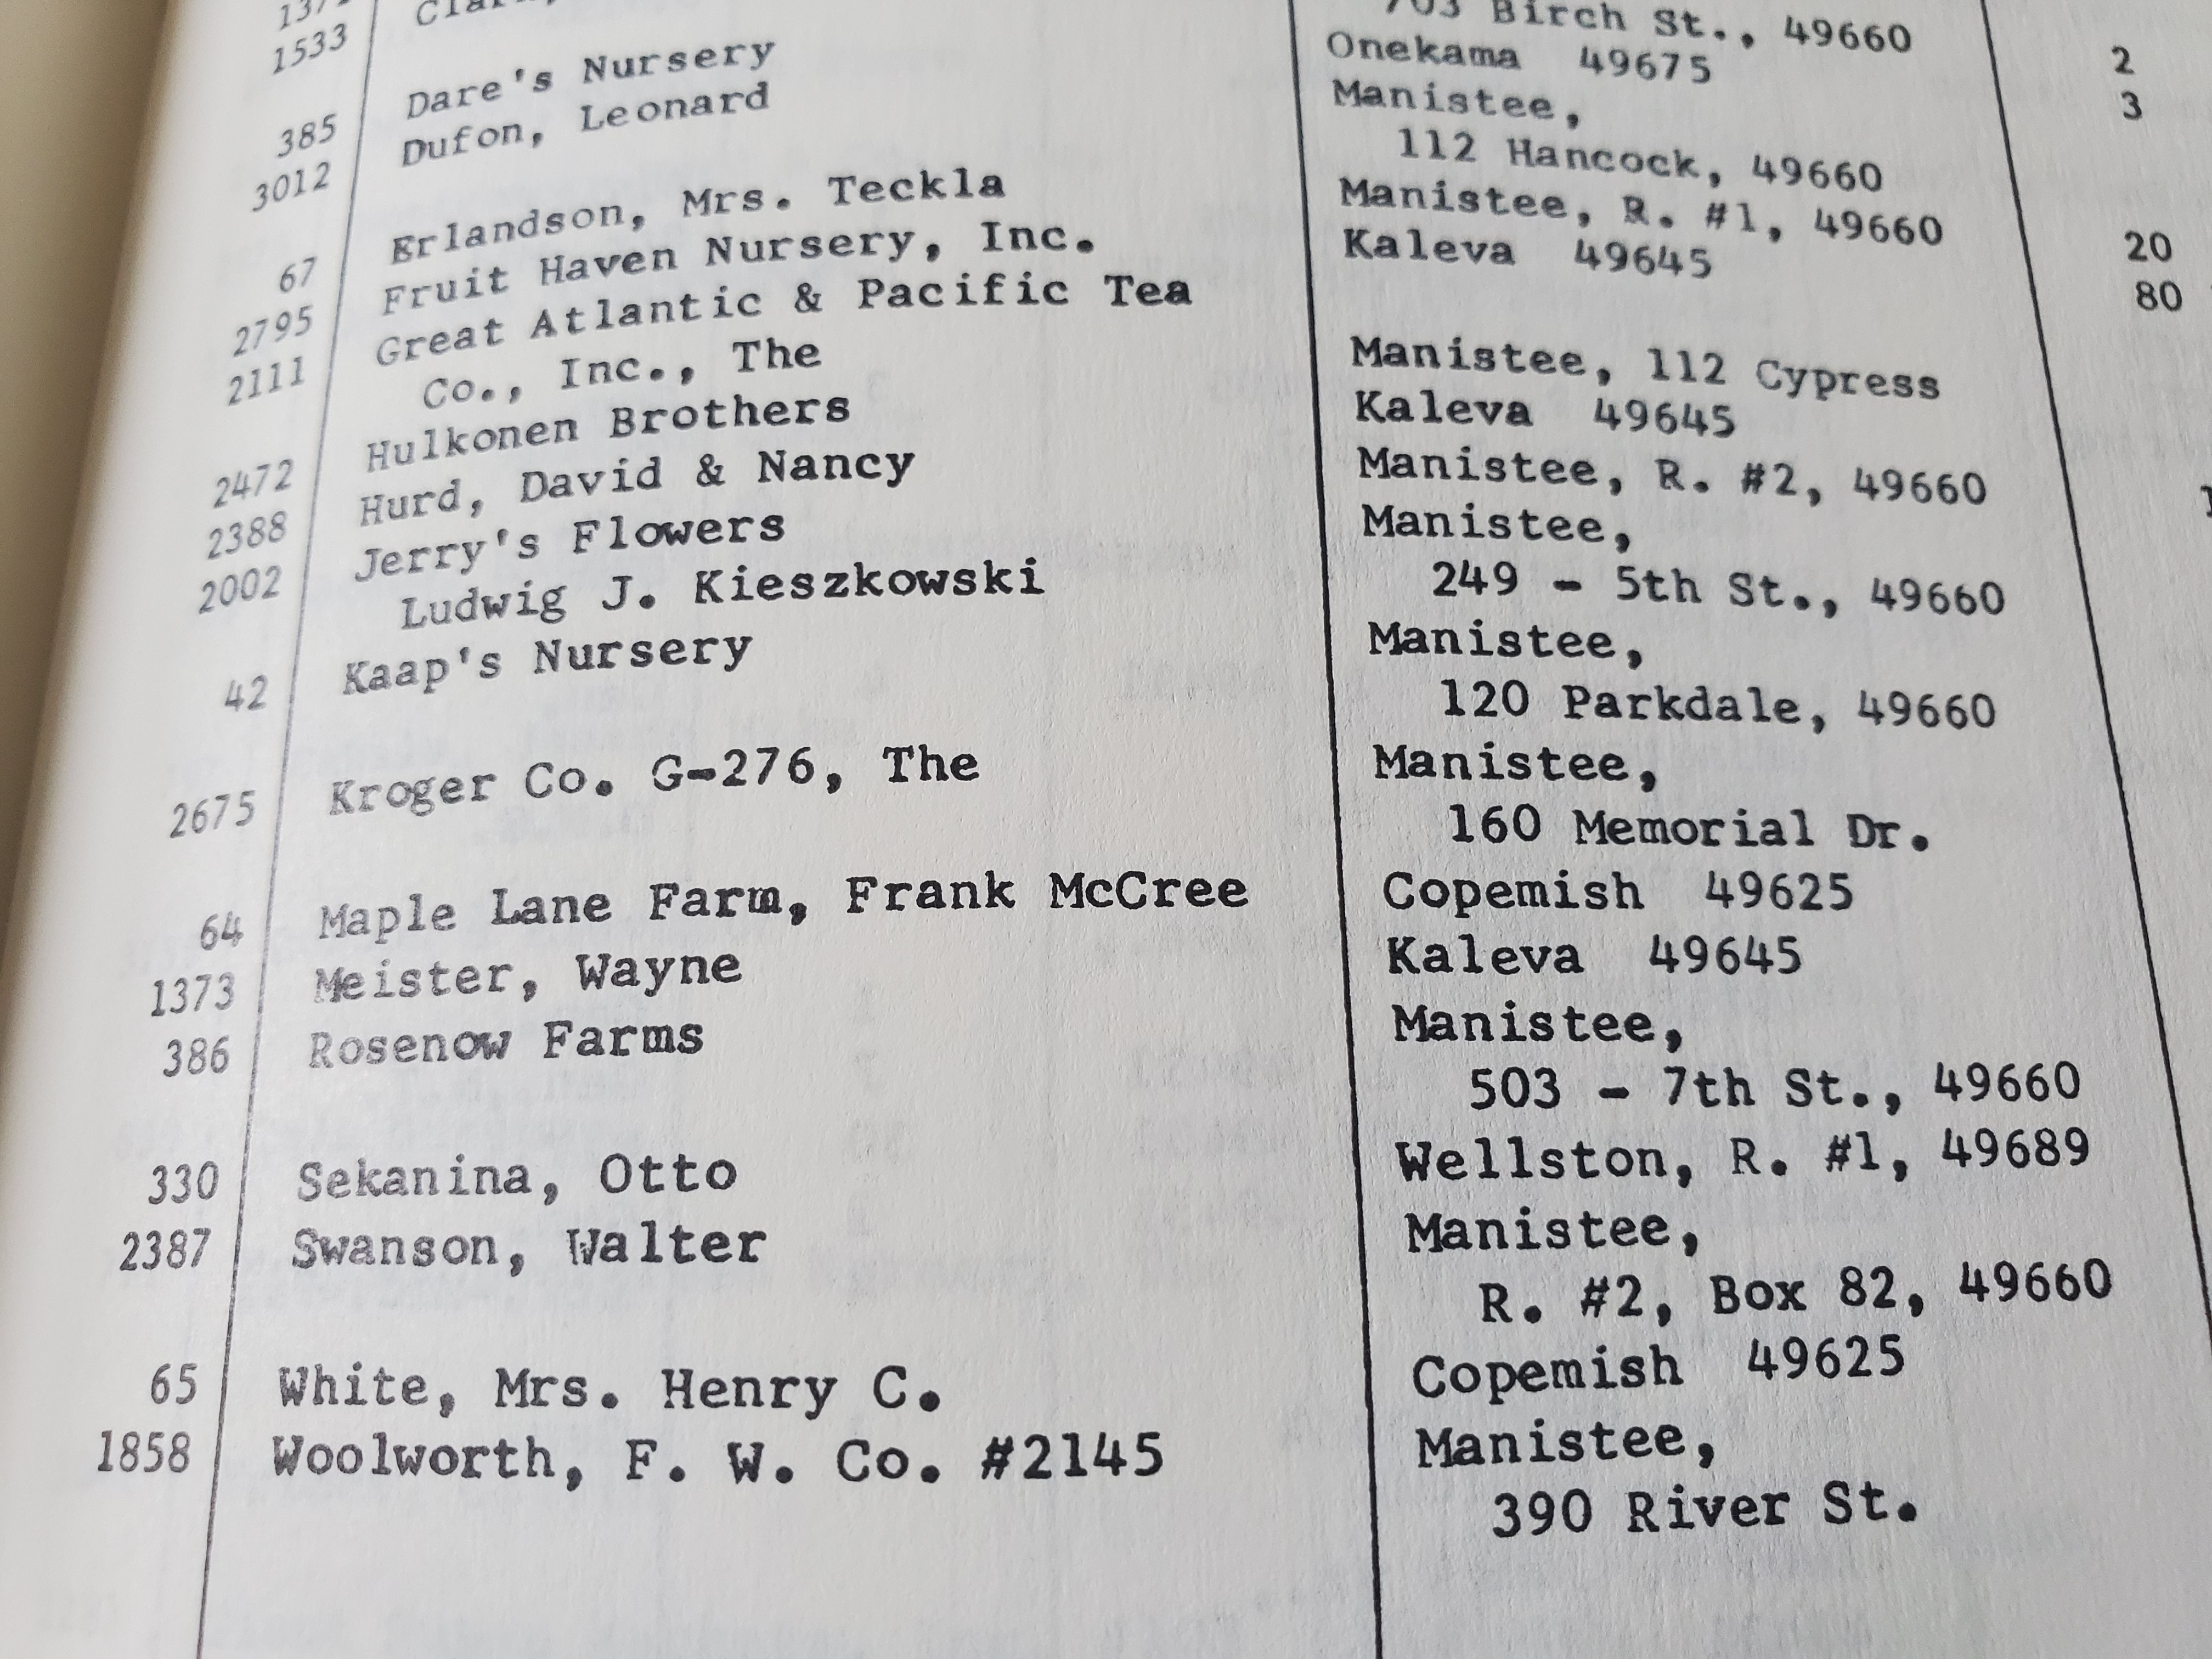 1533
703 Birch St., 49660
385 Dare's Nursery Onekama 49675 2
3012 Dufon, Leonard Manistee, 3
112 Hancock, 49660
67 Erlandson, Mrs. Teckla Manistee, R. #1, 49660 20
2795 Fruit Haven Nursery, Inc. Kaleva 49645 80
2111 Great Atlantic & Pacific Tea
Co., Inc., The Manistee, 112 Cypress
2472 Hulkonen Brothers Kaleva 49645
2388 Hurd, David & Nancy Manistee, R. #2, 49660
2002 Jerry's Flowers Manistee,
Ludwig J. Kieszkowski 249 - 5th St., 49660
42 Kaap's Nursery Manistee,
120 Parkdale, 49660
2675 Kroger Co. G-276, The Manistee,
160 Memorial Dr.
64 Maple Lane Farm, Frank McCree Copemish 49625
1373 Meister, Wayne Kaleva 49645
386 Rosenow Farms Manistee,
503 - 7th St., 49660
330 Sekanina, Otto Wellston, R. #1, 49689
2387 Swanson, Walter Manistee,
R. #2, Box 82, 49660
65 White, Mrs. Henry C. Copemish 49625
1858 Woolworth, F. W. Co. #2145 Manistee,
390 River St.